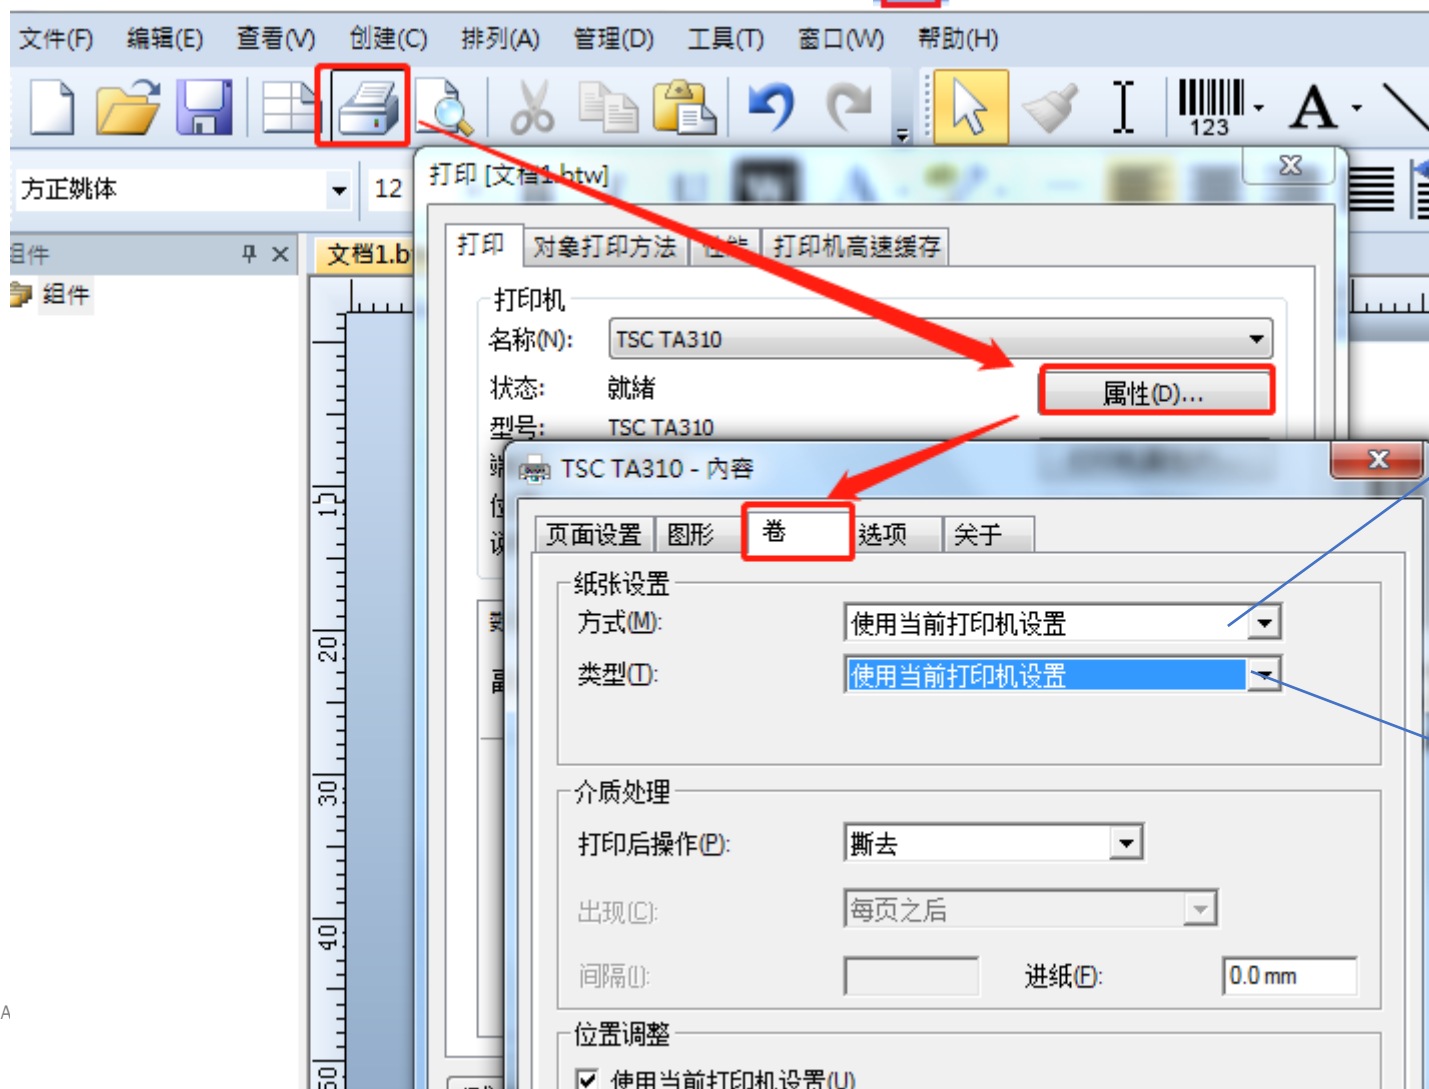 文件(F) 编辑(E) 查看(V) 创建(C) 排列(A) 管理(D) 工具(T) 窗口(W) 帮助(H)
123
A
方正姚体 12
打印 [文档1.btw]
组件
文档1.b
组件
打印 对象打印方法 性能 打印机高速缓存
打印机
名称(N): TSC TA310
状态: 就绪
属性(D)...
型号: TSC TA310
TSC TA310 - 内容
页面设置 图形 卷 选项 关于
纸张设置
方式(M): 使用当前打印机设置
类型(T): 使用当前打印机设置
介质处理
打印后操作(P): 撕去
出现(C): 每页之后
间隔(I): 进纸(F): 0.0 mm
位置调整
使用当前打印机设置(U)
10
20
30
40
50
A